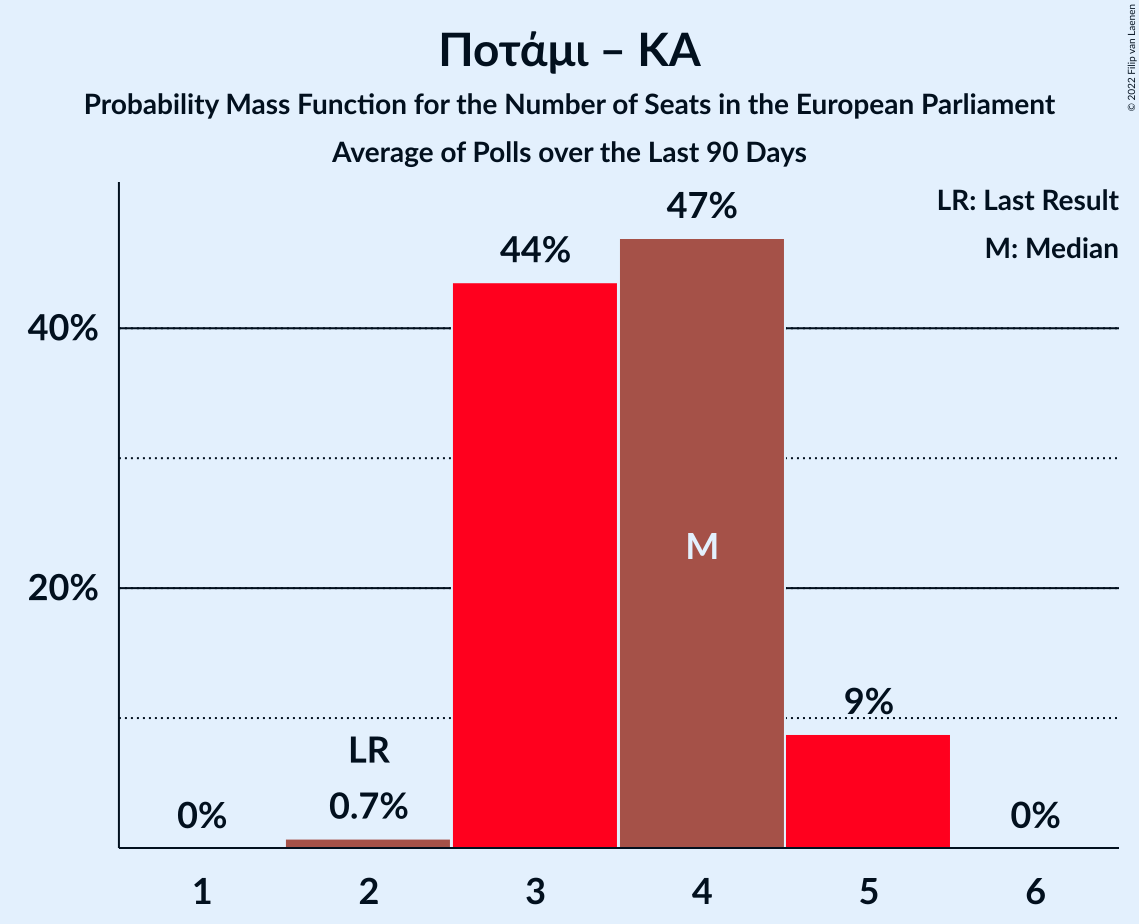 Ποτάμι – ΚΑ
Probability Mass Function for the Number of Seats in the European Parliament
Average of Polls over the Last 90 Days
© 2022 Filip van Laenen
LR: Last Result
M: Median
47%
44%
40%
M
20%
9%
LR
0.7%
0%
0%
1 2 3 4 5 6